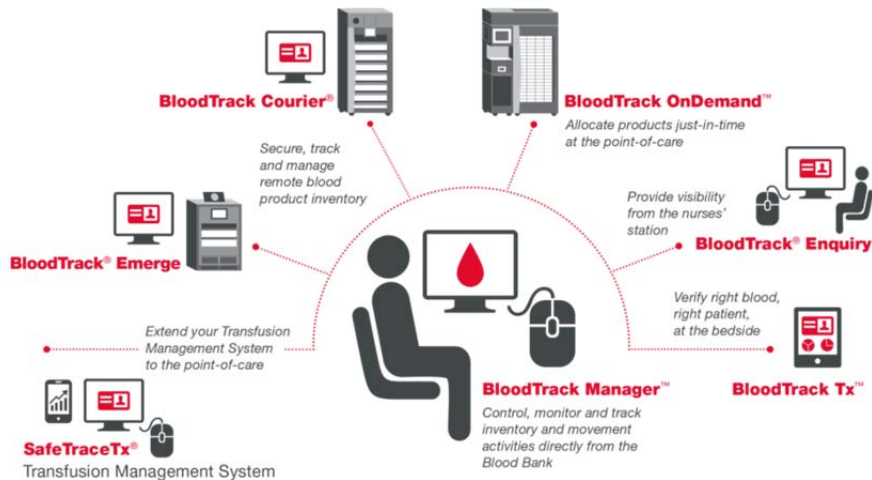 BloodTrack Courier®
BloodTrack OnDemand™
Allocate products just-in-time
at the point-of-care
Secure, track
and manage
remote blood
product inventory
Provide visibility
from the nurses'
station
BloodTrack® Enquiry
BloodTrack® Emerge
Verify right blood,
right patient,
at the bedside
Extend your Transfusion
Management System
to the point-of-care
BloodTrack Manager™
BloodTrack Tx™
Control, monitor and track
inventory and movement
activities directly from the
Blood Bank
SafeTraceTx®
Transfusion Management System